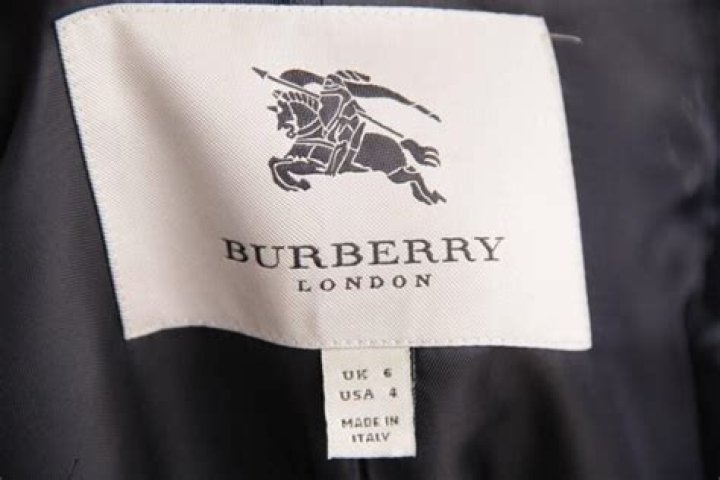 BURBERRY
LONDON
UK 6
USA 4
MADE IN
ITALY